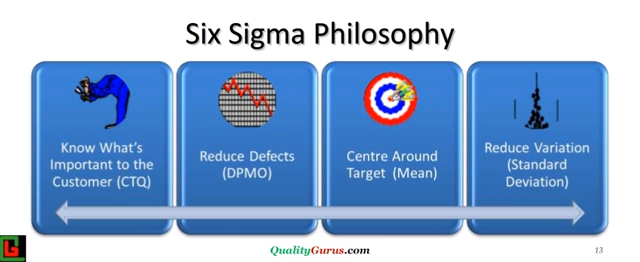 Six Sigma Philosophy
Know What's
Important to the
Customer (CTQ)
Reduce Defects
(DPMO)
Centre Around
Target (Mean)
Reduce Variation
(Standard
Deviation)
QualityGurus.com
13